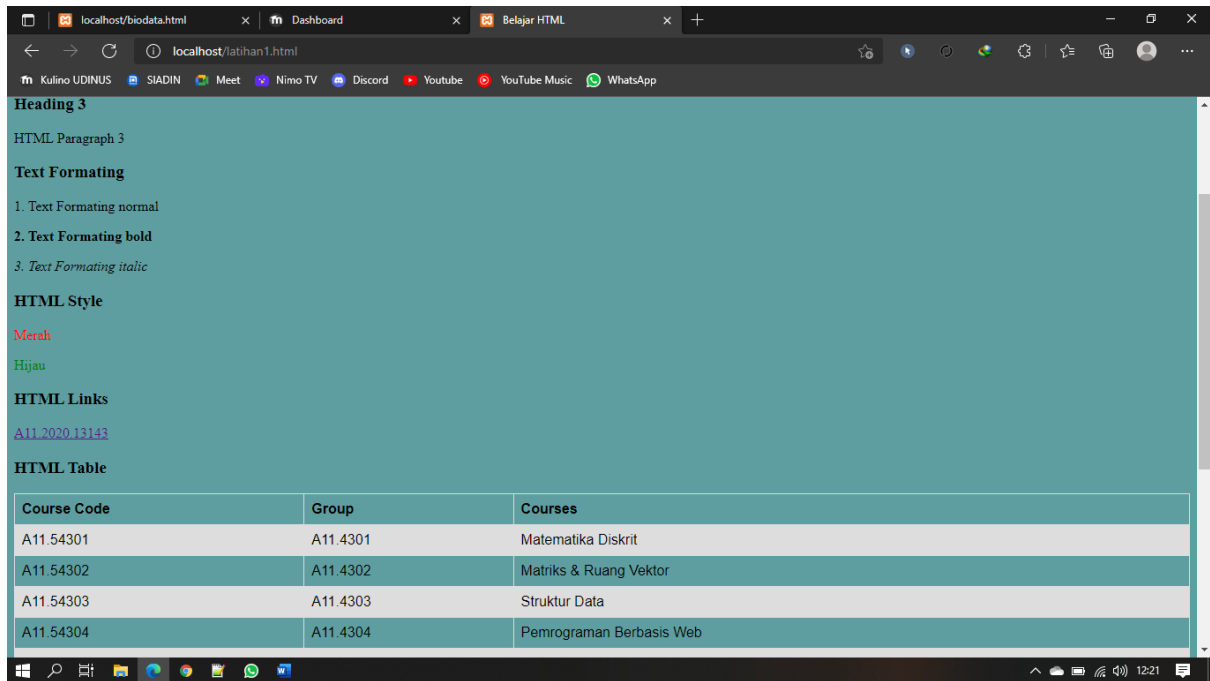 localhost/biodata.html Dashboard Belajar HTML
localhost/latihan1.html
Kulino UDINUS SIADIN Meet Nimo TV Discord Youtube YouTube Music WhatsApp
Heading 3
HTML Paragraph 3
Text Formating
1. Text Formating normal
2. Text Formating bold
3. Text Formating italic
HTML Style
Merah
Hijau
HTML Links
A11.2020.13143
HTML Table
Course Code Group Courses
A11.54301 A11.4301 Matematika Diskrit
A11.54302 A11.4302 Matriks & Ruang Vektor
A11.54303 A11.4303 Struktur Data
A11.54304 A11.4304 Pemrograman Berbasis Web
12:21